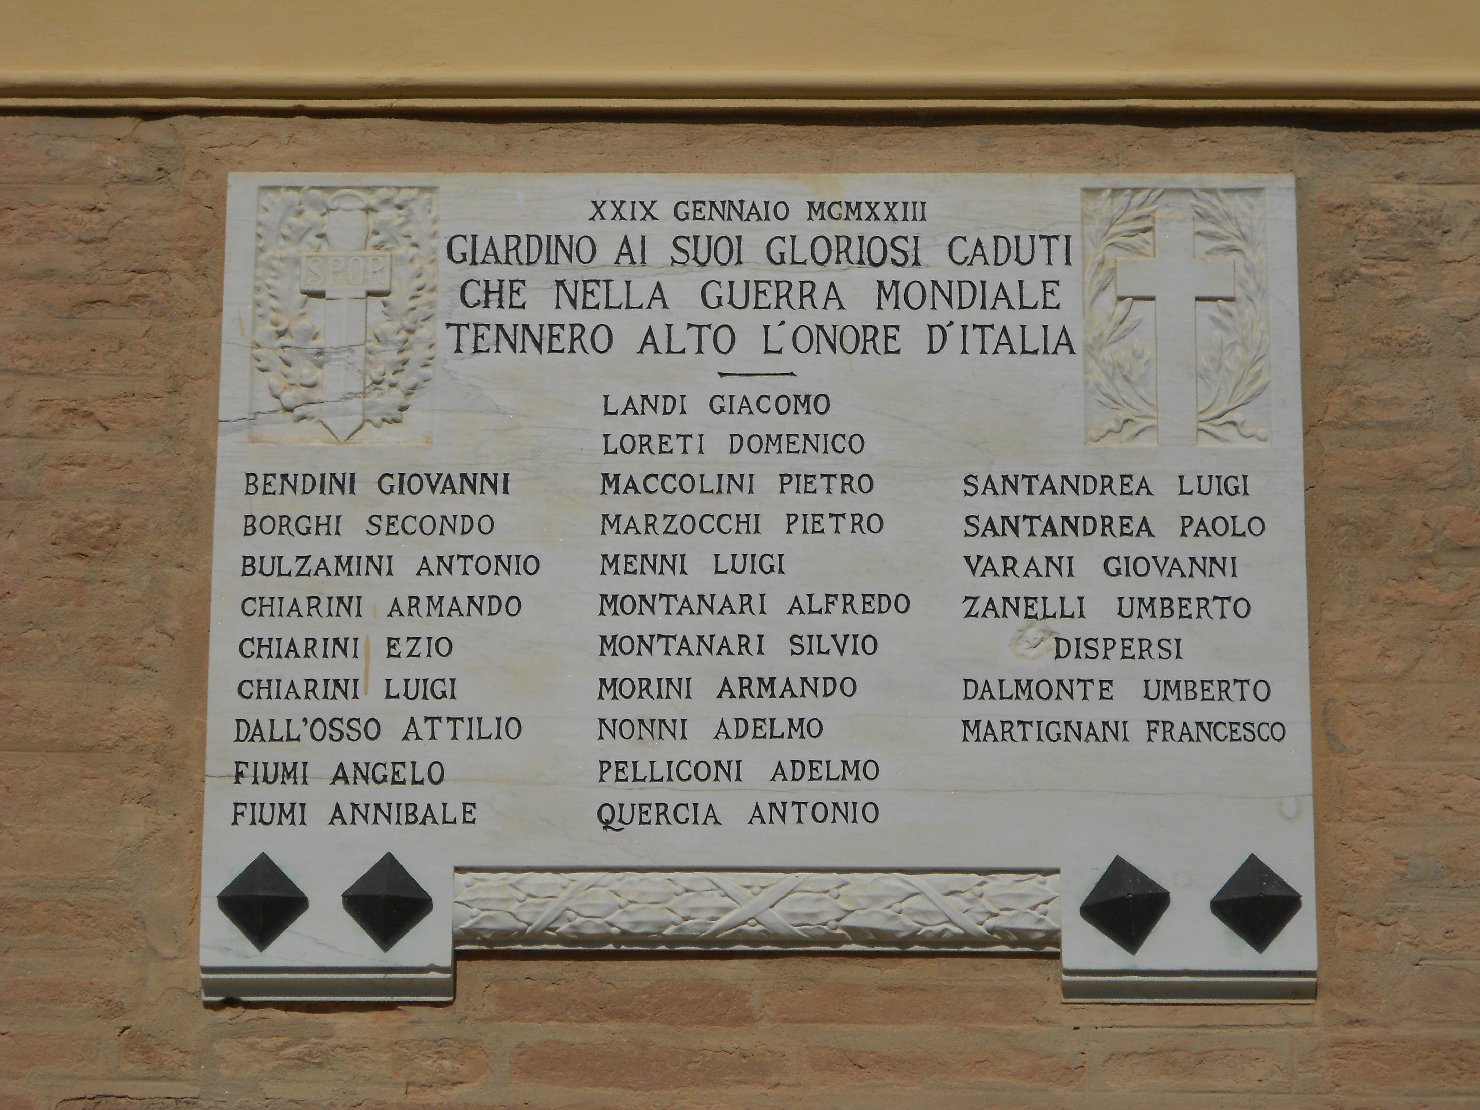 SPQR
XXIX GENNAIO MCMXXIII
GIARDINO AI SUOI GLORIOSI CADUTI
CHE NELLA GUERRA MONDIALE
TENNERO ALTO L'ONORE D'ITALIA
BENDINI GIOVANNI
BORGHI SECONDO
BULZAMINI ANTONIO
CHIARINI ARMANDO
CHIARINI EZIO
CHIARINI LUIGI
DALL'OSSO ATTILIO
FIUMI ANGELO
FIUMI ANNIBALE
LANDI GIACOMO
LORETI DOMENICO
MACCOLINI PIETRO
MARZOCCHI PIETRO
MENNI LUIGI
MONTANARI ALFREDO
MONTANARI SILVIO
MORINI ARMANDO
NONNI ADELMO
PELLICONI ADELMO
QUERCIA ANTONIO
SANTANDREA LUIGI
SANTANDREA PAOLO
VARANI GIOVANNI
ZANELLI UMBERTO
DISPERSI
DALMONTE UMBERTO
MARTIGNANI FRANCESCO